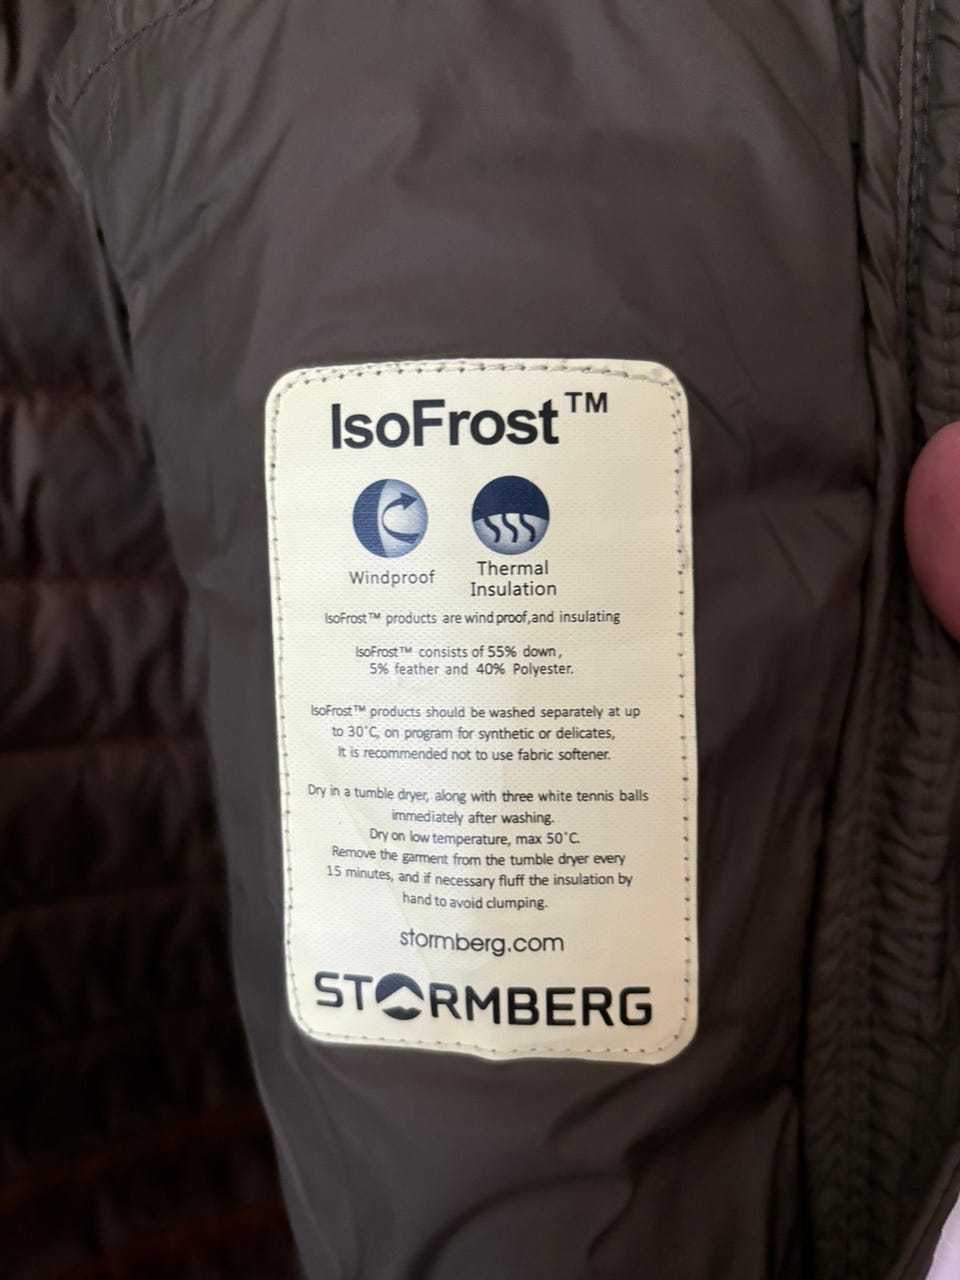 IsoFrost™
Windproof
Thermal
Insulation
IsoFrost™ products are wind proof,and insulating
IsoFrost™ consists of 55% down,
5% feather and 40% Polyester.
IsoFrost™ products should be washed separately at up
to 30°C, on program for synthetic or delicates,
It is recommended not to use fabric softener.
Dry in a tumble dryer, along with three white tennis balls
immediately after washing.
Dry on low temperature, max 50°C.
Remove the garment from the tumble dryer every
15 minutes, and if necessary fluff the insulation by
hand to avoid clumping.
stormberg.com
STORMBERG